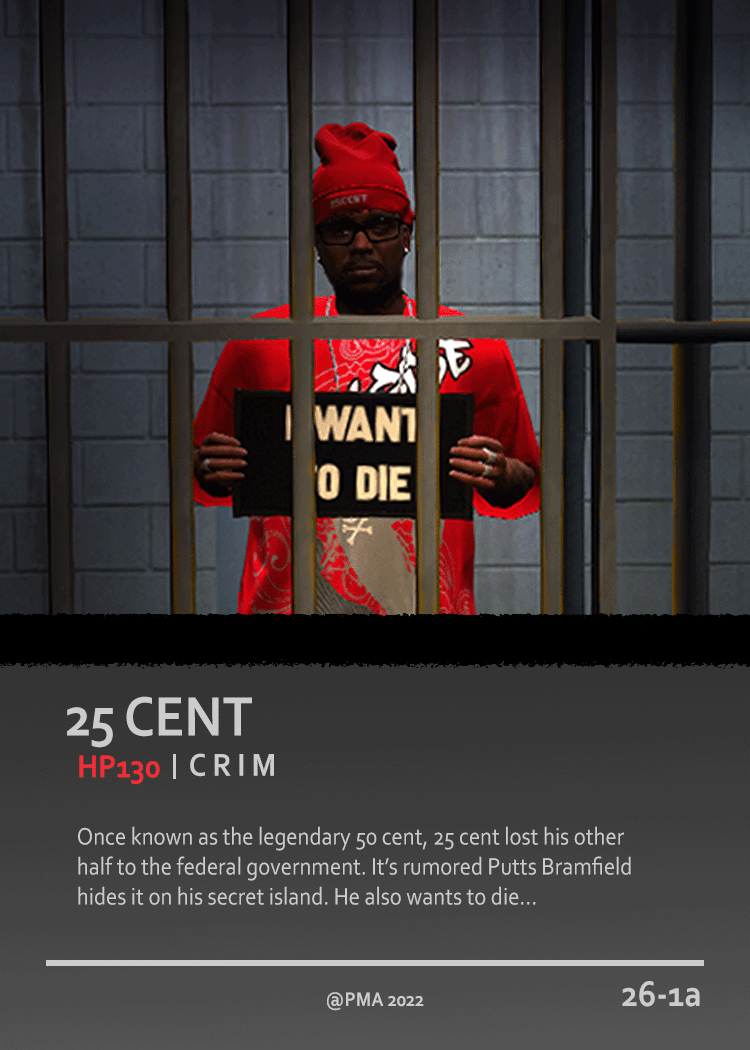 25CENT
I WANT
TO DIE
25 CENT
HP130 | CRIM
Once known as the legendary 50 cent, 25 cent lost his other
half to the federal government. It’s rumored Putts Bramfield
hides it on his secret island. He also wants to die...
@PMA 2022
26-1a